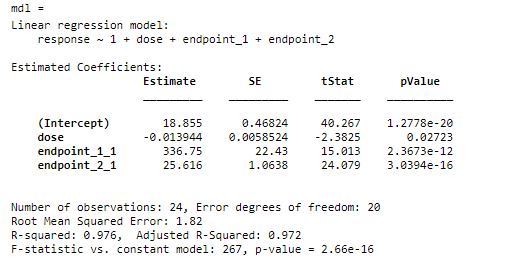 mdl =
Linear regression model:
response ~ 1 + dose + endpoint_1 + endpoint_2
Estimated Coefficients:
Estimate SE tStat pValue
(Intercept) 18.855 0.46824 40.267 1.2778e-20
dose -0.013944 0.0058524 -2.3825 0.02723
endpoint_1_1 336.75 22.43 15.013 2.3673e-12
endpoint_2_1 25.616 1.0638 24.079 3.0394e-16
Number of observations: 24, Error degrees of freedom: 20
Root Mean Squared Error: 1.82
R-squared: 0.976, Adjusted R-Squared: 0.972
F-statistic vs. constant model: 267, p-value = 2.66e-16